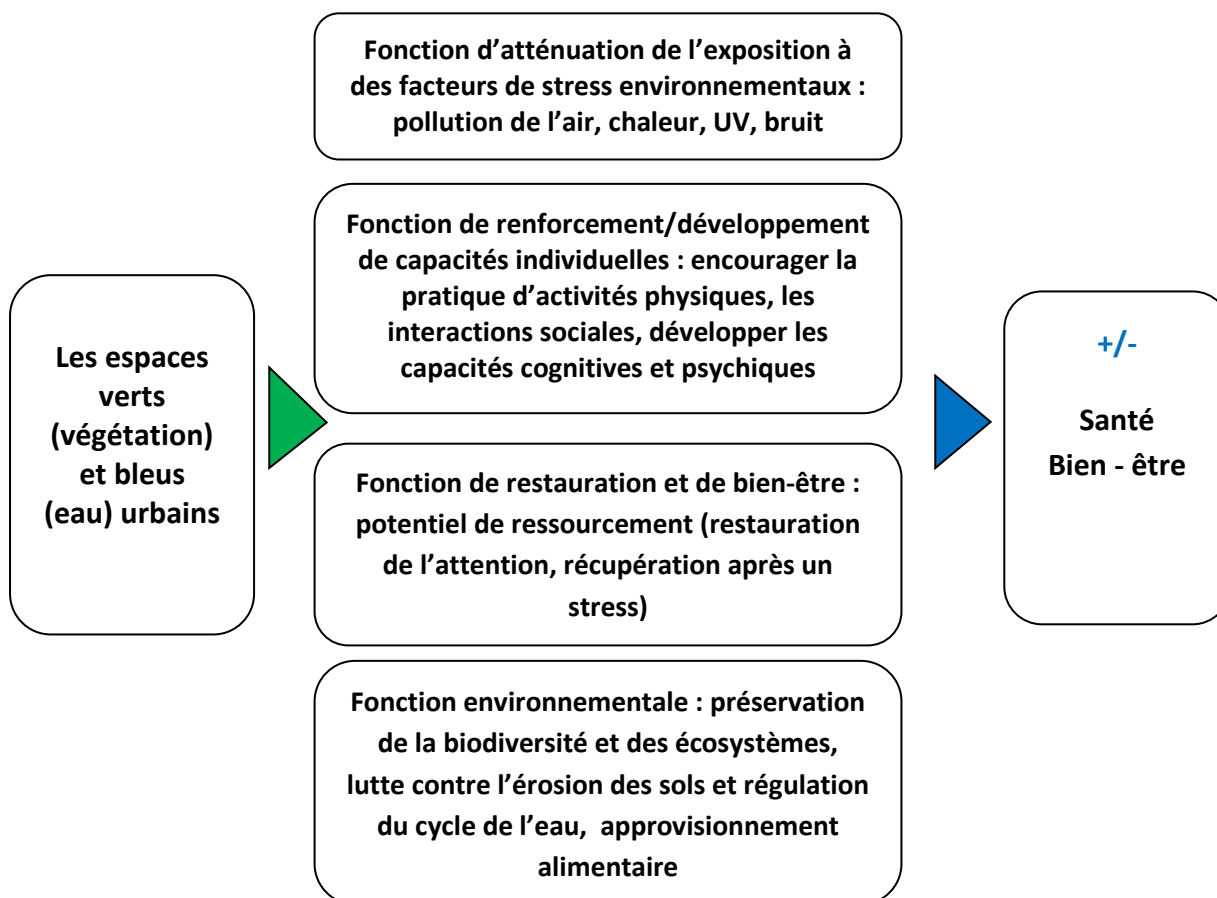 Fonction d’atténuation de l’exposition à
des facteurs de stress environnementaux :
pollution de l’air, chaleur, UV, bruit
Les espaces
verts
(végétation)
et bleus
(eau) urbains
Fonction de renforcement/développement
de capacités individuelles : encourager la
pratique d’activités physiques, les
interactions sociales, développer les
capacités cognitives et psychiques
Fonction de restauration et de bien-être :
potentiel de ressourcement (restauration
de l’attention, récupération après un
stress)
Fonction environnementale : préservation
de la biodiversité et des écosystèmes,
lutte contre l’érosion des sols et régulation
du cycle de l’eau, approvisionnement
alimentaire
+/-
Santé
Bien - être